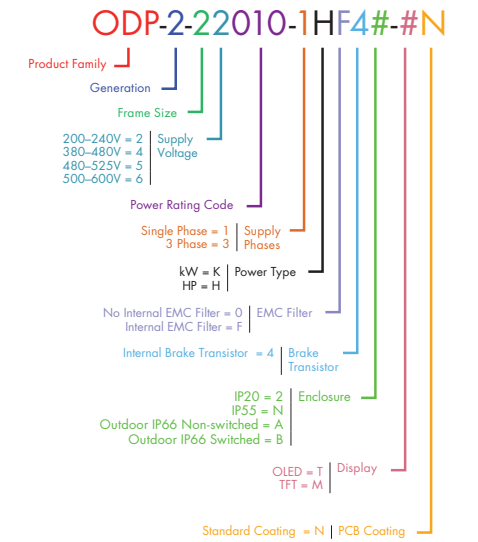 ODP-2-22010-1HF4#-#N
Product Family
Generation
Frame Size
200–240V = 2 | Supply
380–480V = 4 | Voltage
480–525V = 5
500–600V = 6
Power Rating Code
Single Phase = 1 | Supply
3 Phase = 3 | Phases
kW = K | Power Type
HP = H
No Internal EMC Filter = 0 | EMC Filter
Internal EMC Filter = F
Internal Brake Transistor = 4 | Brake
Transistor
IP20 = 2 | Enclosure
IP55 = N
Outdoor IP66 Non-switched = A
Outdoor IP66 Switched = B
OLED = T | Display
TFT = M
Standard Coating = N | PCB Coating